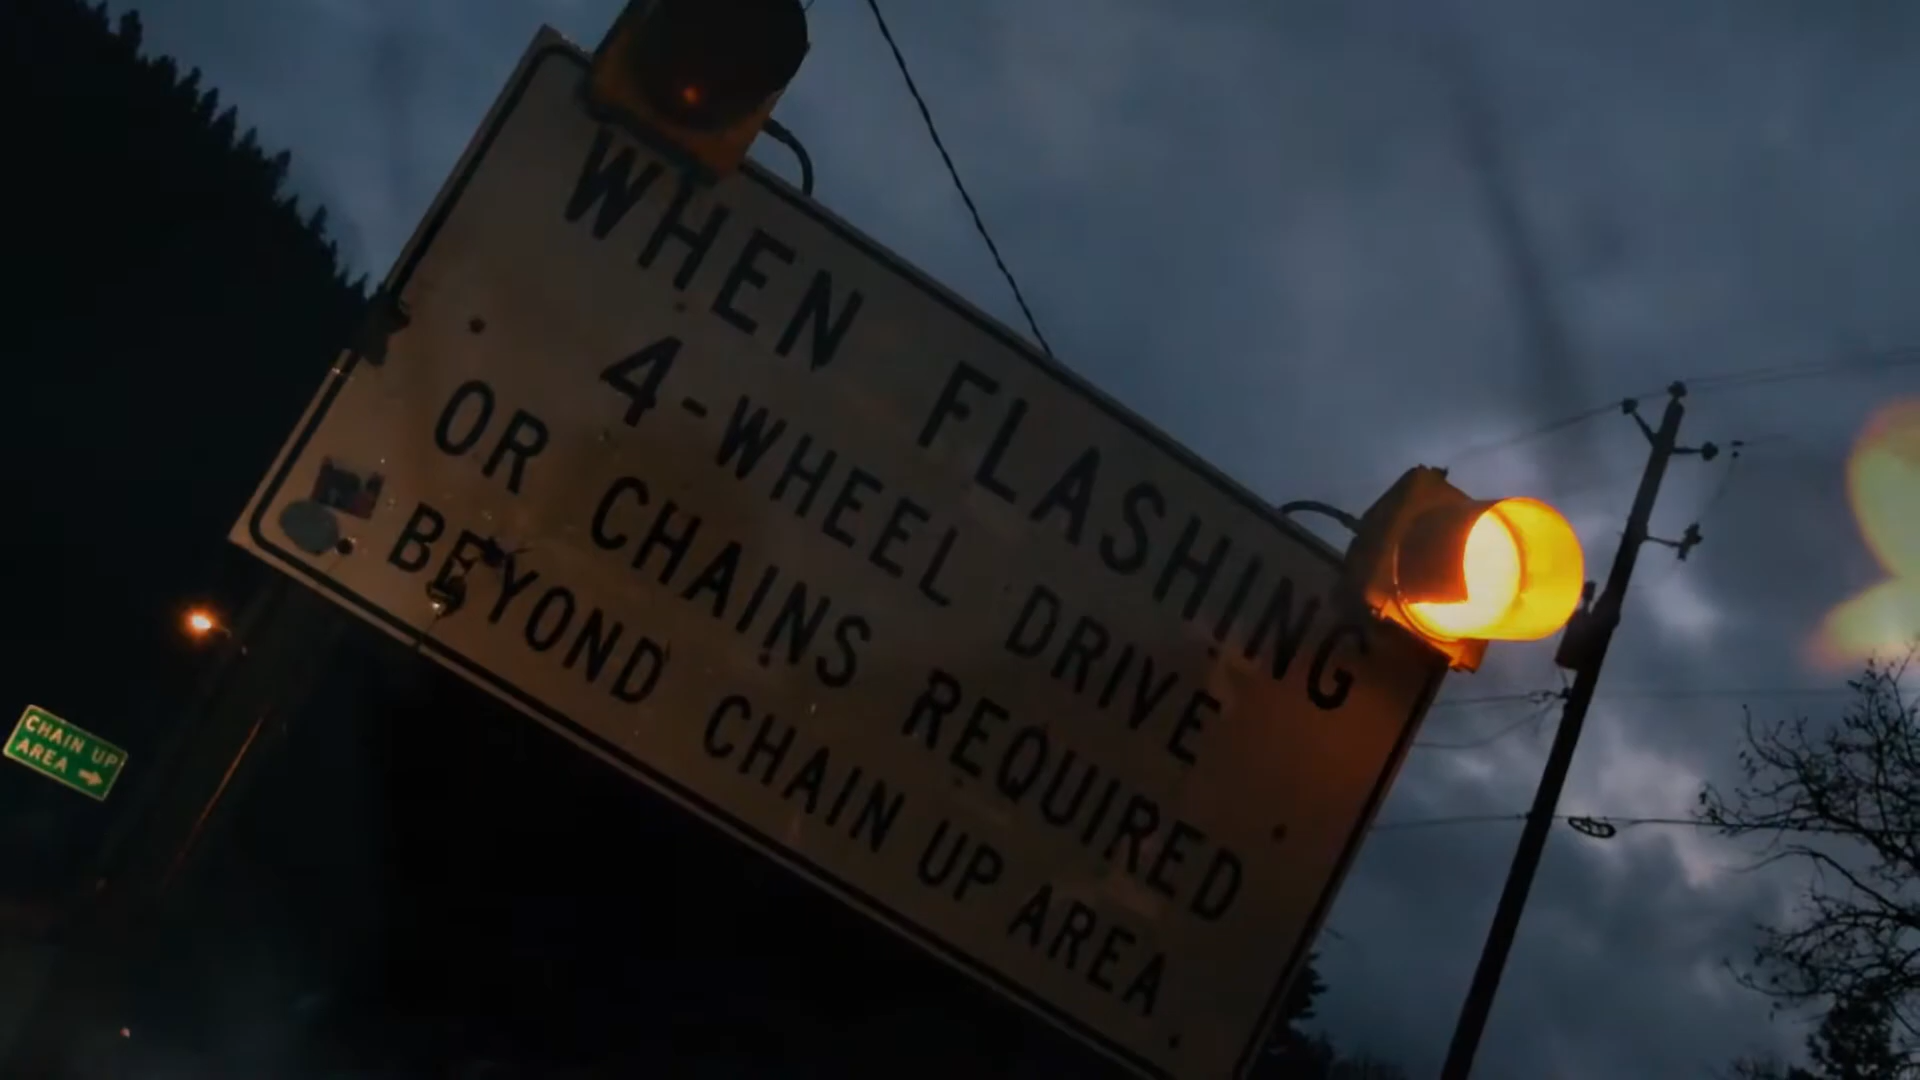 WHEN FLASHING
4-WHEEL DRIVE
OR CHAINS REQUIRED
BEYOND CHAIN UP AREA
CHAIN UP
AREA →